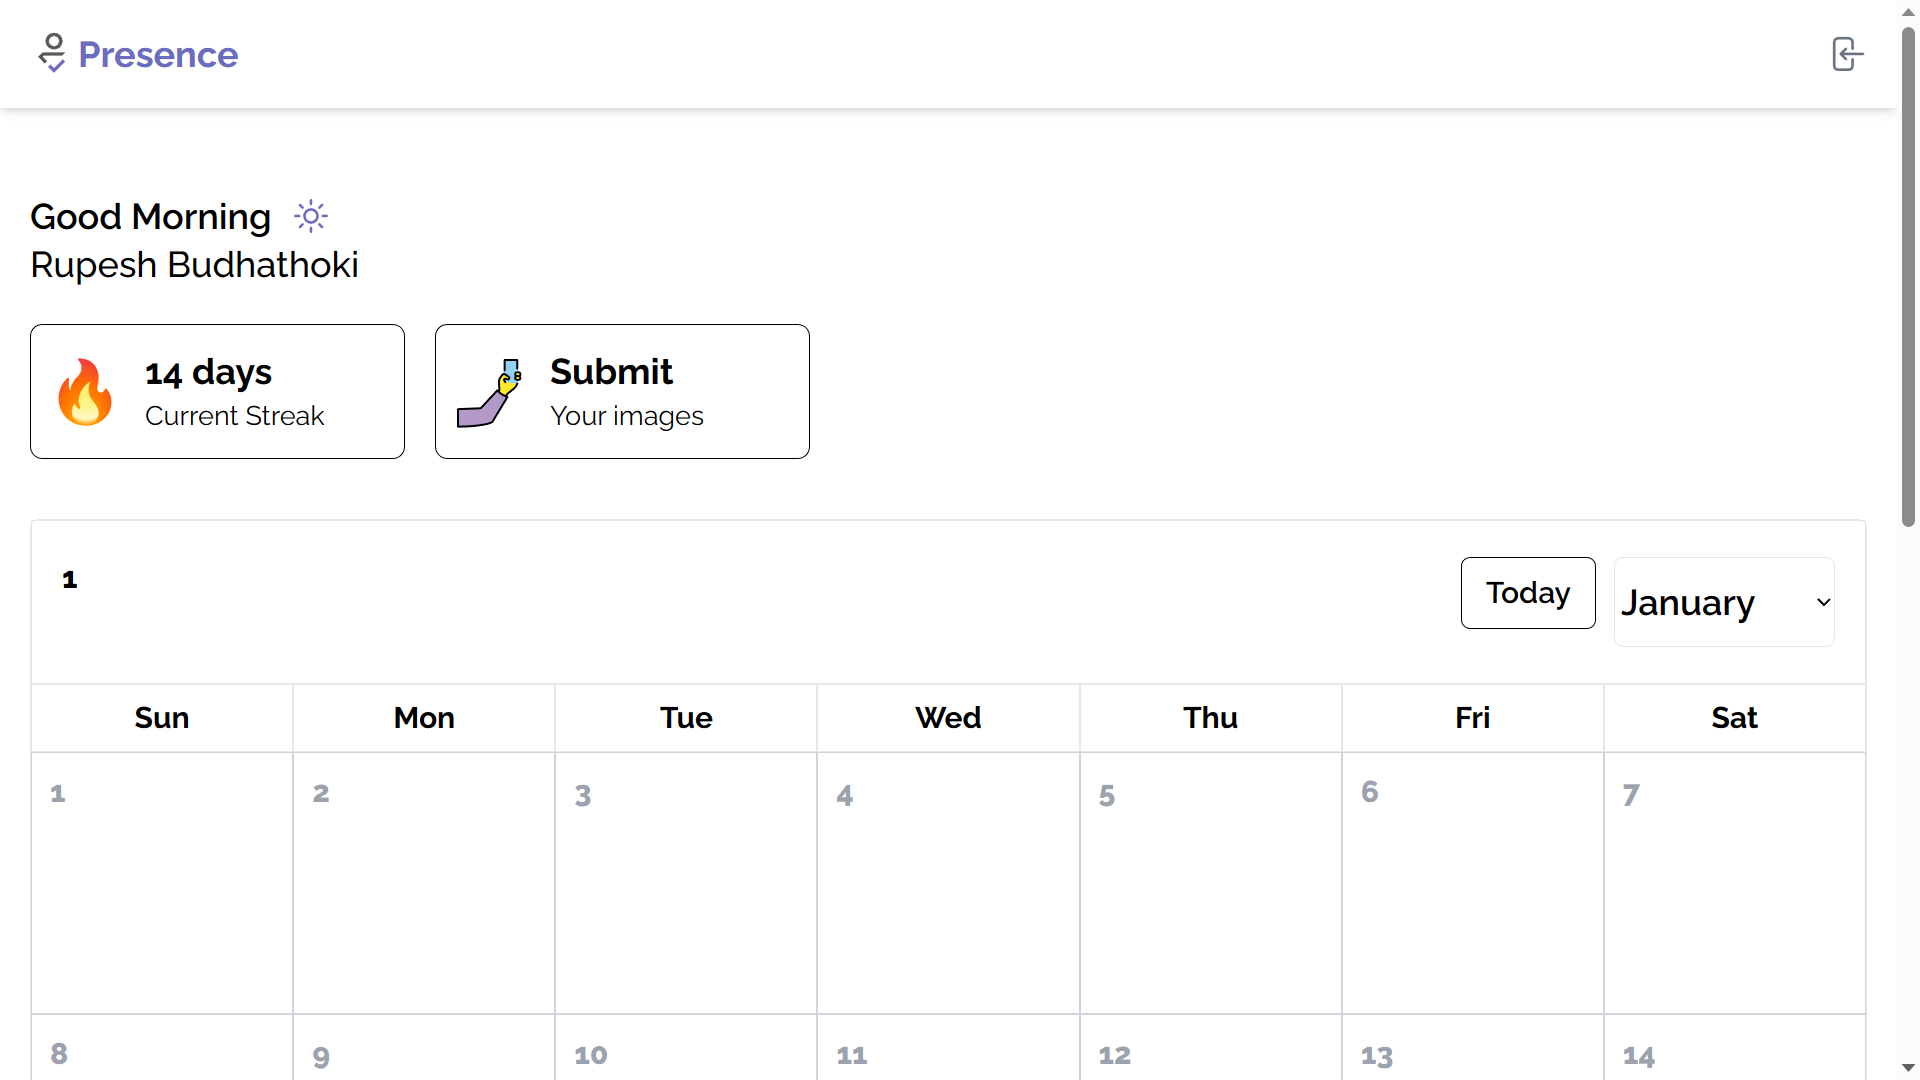 Presence
Good Morning
Rupesh Budhathoki
14 days
Current Streak
Submit
Your images
1
Today
January
Sun Mon Tue Wed Thu Fri Sat
1 2 3 4 5 6 7
8 9 10 11 12 13 14